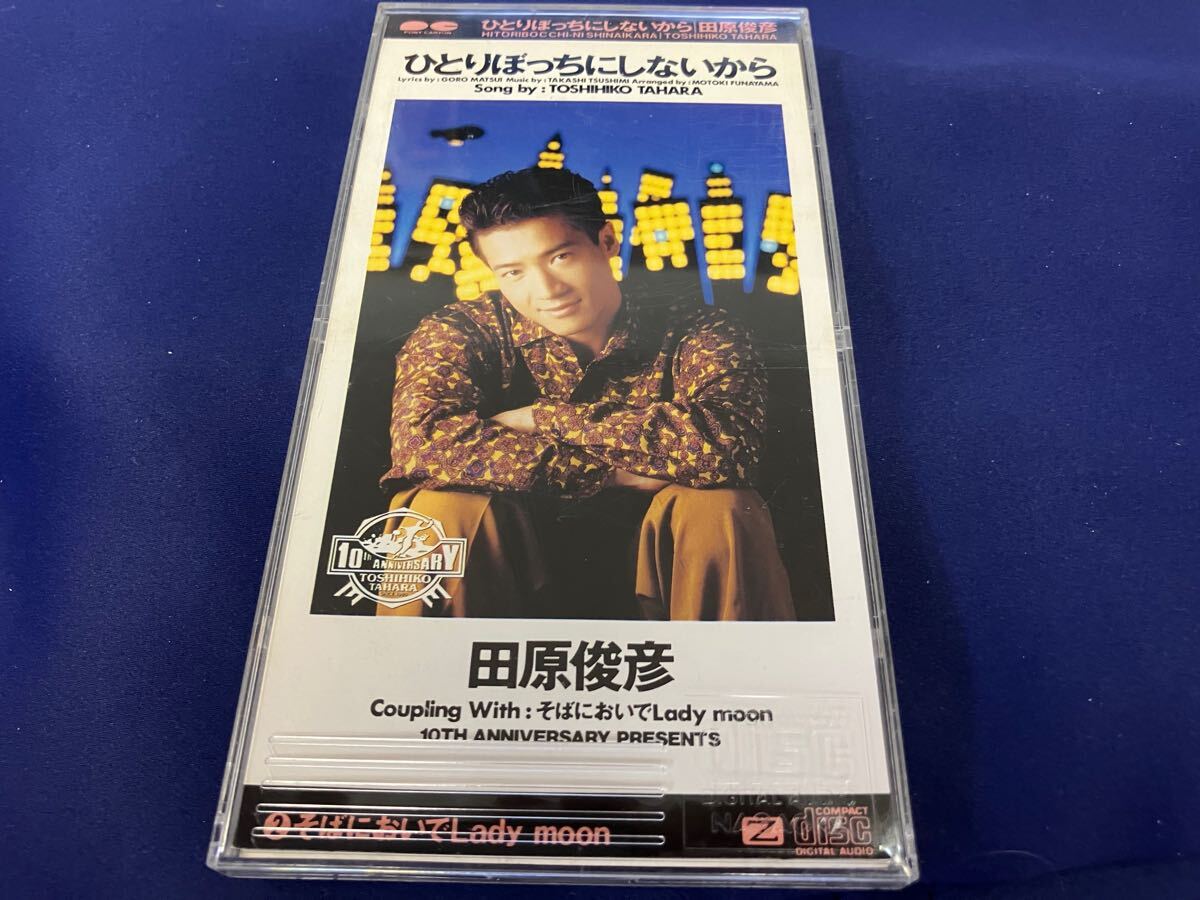 PONY CANYON
ひとりぼっちにしないから|田原俊彦
HITORIBOCCHI-NI SHINAIKARA|TOSHIHIKO TAHARA
ひとりぼっちにしないから
Lyrics by : GORO MATSUI Music by : TAKASHI TSUSHIMI Arranged by : MOTOKI FUNAYAMA
Song by : TOSHIHIKO TAHARA
10th ANNIVERSARY
TOSHIHIKO
TAHARA
田原俊彦
Coupling With : そばにおいでLady moon
10TH ANNIVERSARY PRESENTS
❷そばにおいでLady moon
Z
COMPACT
disc
DIGITAL AUDIO